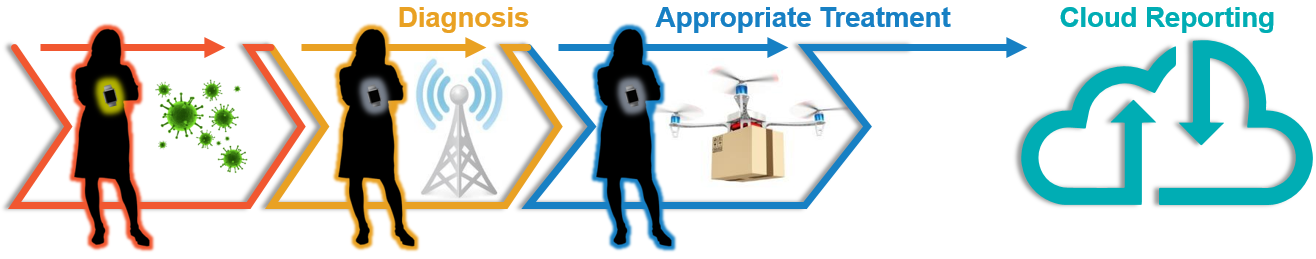 Diagnosis
Appropriate Treatment
Cloud Reporting